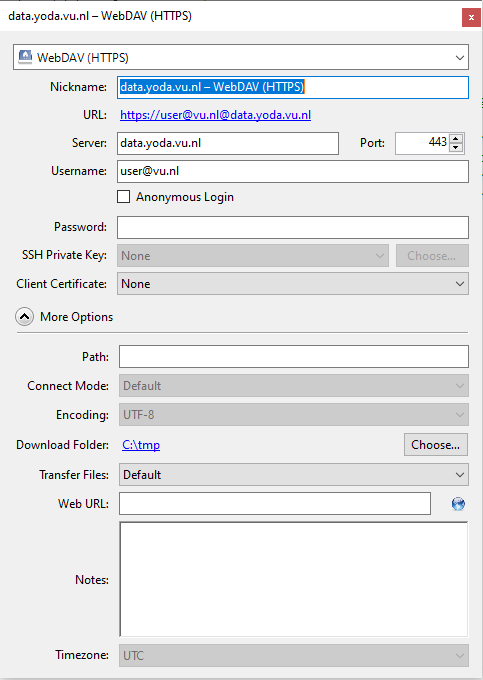 data.yoda.vu.nl – WebDAV (HTTPS)
WebDAV (HTTPS)
Nickname: data.yoda.vu.nl – WebDAV (HTTPS)
URL: https://user@vu.nl@data.yoda.vu.nl
Server: data.yoda.vu.nl Port: 443
Username: user@vu.nl
Anonymous Login
Password:
SSH Private Key: None Choose...
Client Certificate: None
More Options
Path:
Connect Mode: Default
Encoding: UTF-8
Download Folder: C:\tmp Choose...
Transfer Files: Default
Web URL:
Notes:
Timezone: UTC